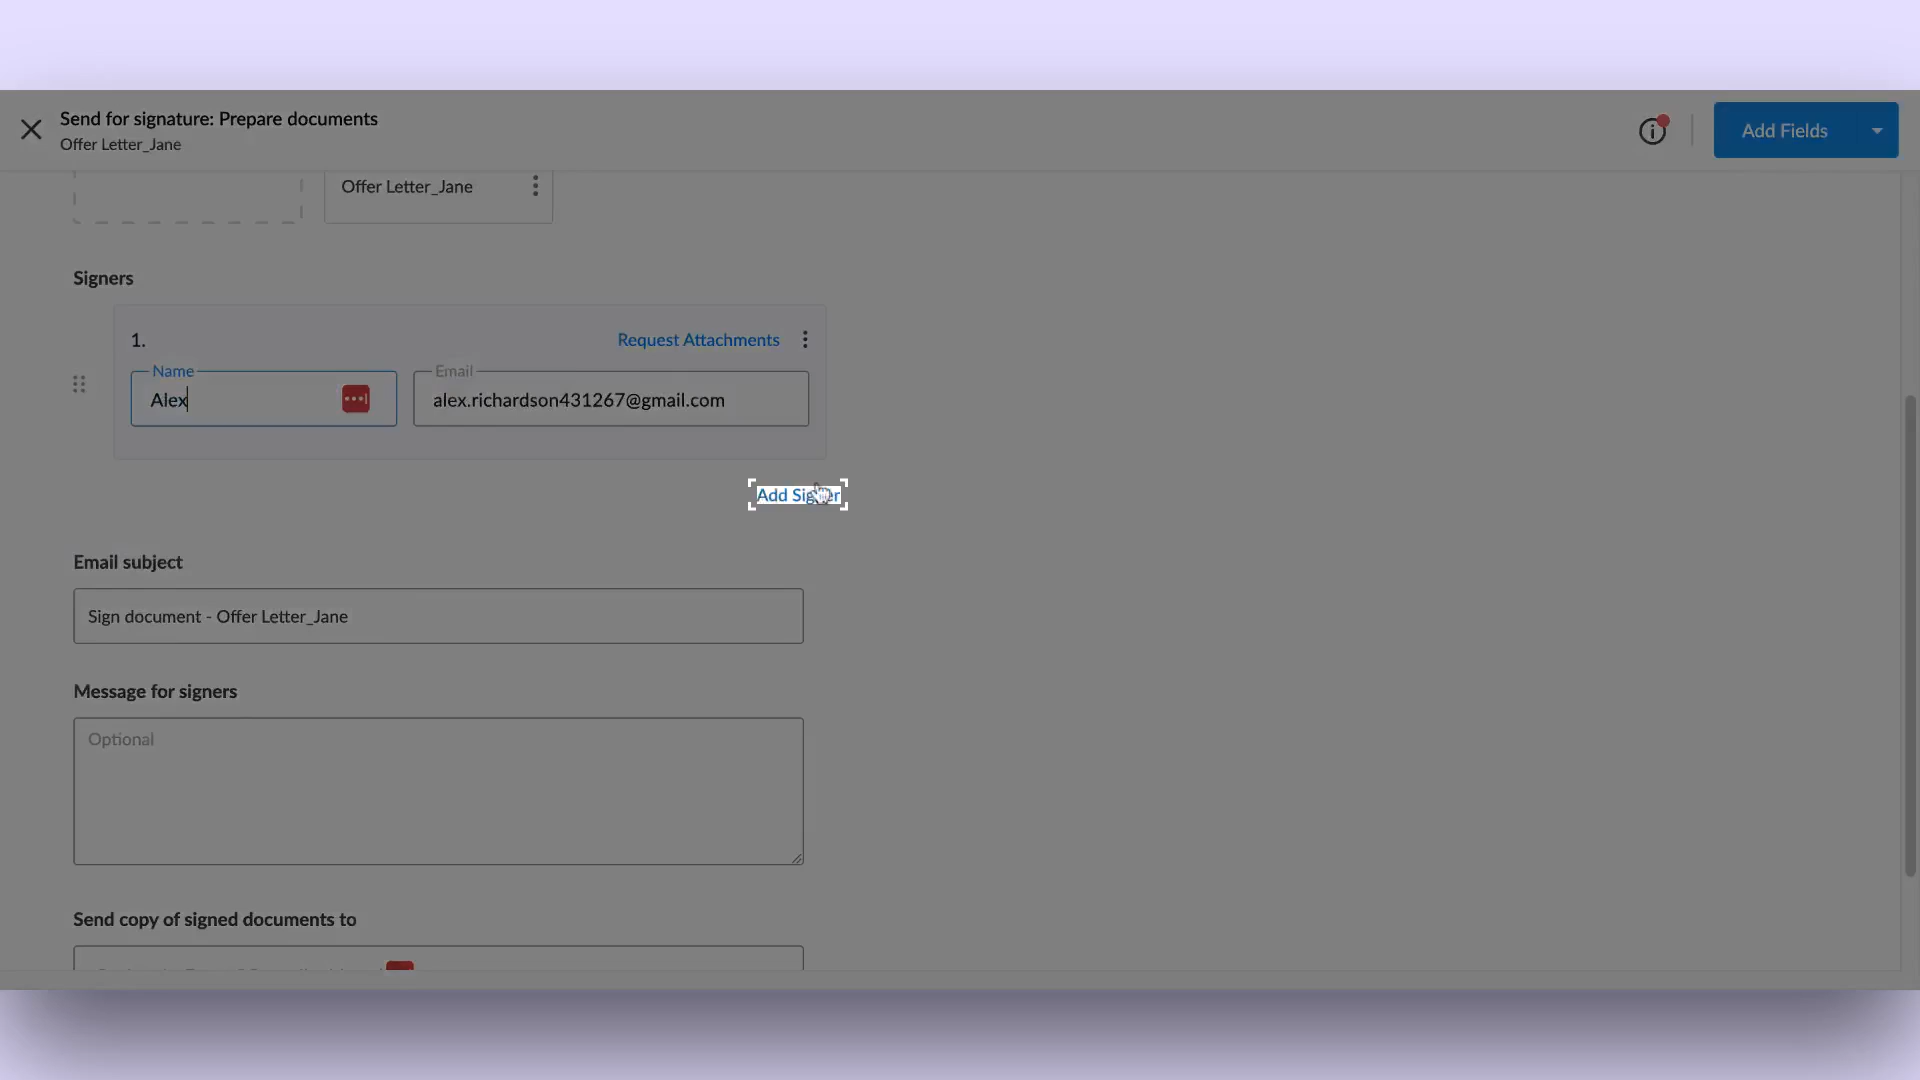 Send for signature: Prepare documents
Offer Letter_Jane
Add Fields
Offer Letter_Jane
Signers
1.
Request Attachments
Name
Email
Alex
alex.richardson431267@gmail.com
Add Signer
Email subject
Sign document - Offer Letter_Jane
Message for signers
Optional
Send copy of signed documents to